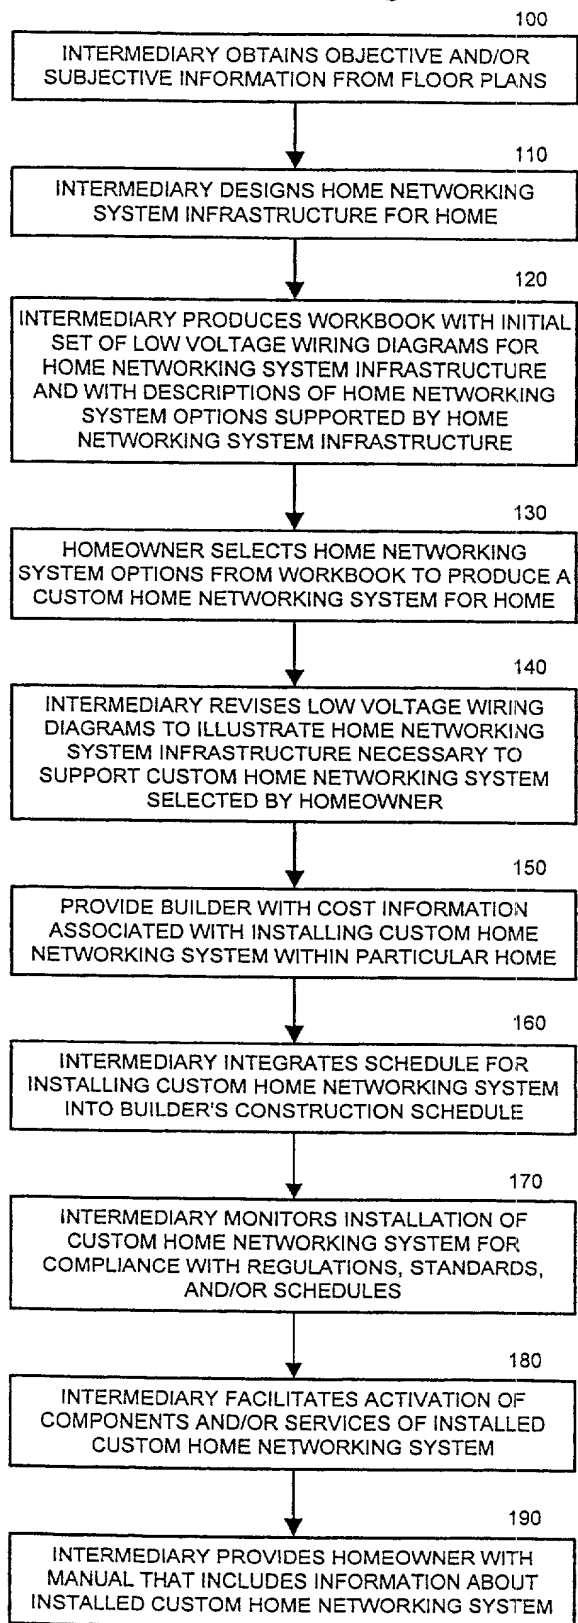 100
INTERMEDIARY OBTAINS OBJECTIVE AND/OR
SUBJECTIVE INFORMATION FROM FLOOR PLANS
110
INTERMEDIARY DESIGNS HOME NETWORKING
SYSTEM INFRASTRUCTURE FOR HOME
120
INTERMEDIARY PRODUCES WORKBOOK WITH INITIAL
SET OF LOW VOLTAGE WIRING DIAGRAMS FOR
HOME NETWORKING SYSTEM INFRASTRUCTURE
AND WITH DESCRIPTIONS OF HOME NETWORKING
SYSTEM OPTIONS SUPPORTED BY HOME
NETWORKING SYSTEM INFRASTRUCTURE
130
HOMEOWNER SELECTS HOME NETWORKING
SYSTEM OPTIONS FROM WORKBOOK TO PRODUCE A
CUSTOM HOME NETWORKING SYSTEM FOR HOME
140
INTERMEDIARY REVISES LOW VOLTAGE WIRING
DIAGRAMS TO ILLUSTRATE HOME NETWORKING
SYSTEM INFRASTRUCTURE NECESSARY TO
SUPPORT CUSTOM HOME NETWORKING SYSTEM
SELECTED BY HOMEOWNER
150
PROVIDE BUILDER WITH COST INFORMATION
ASSOCIATED WITH INSTALLING CUSTOM HOME
NETWORKING SYSTEM WITHIN PARTICULAR HOME
160
INTERMEDIARY INTEGRATES SCHEDULE FOR
INSTALLING CUSTOM HOME NETWORKING SYSTEM
INTO BUILDER'S CONSTRUCTION SCHEDULE
170
INTERMEDIARY MONITORS INSTALLATION OF
CUSTOM HOME NETWORKING SYSTEM FOR
COMPLIANCE WITH REGULATIONS, STANDARDS,
AND/OR SCHEDULES
180
INTERMEDIARY FACILITATES ACTIVATION OF
COMPONENTS AND/OR SERVICES OF INSTALLED
CUSTOM HOME NETWORKING SYSTEM
190
INTERMEDIARY PROVIDES HOMEOWNER WITH
MANUAL THAT INCLUDES INFORMATION ABOUT
INSTALLED CUSTOM HOME NETWORKING SYSTEM